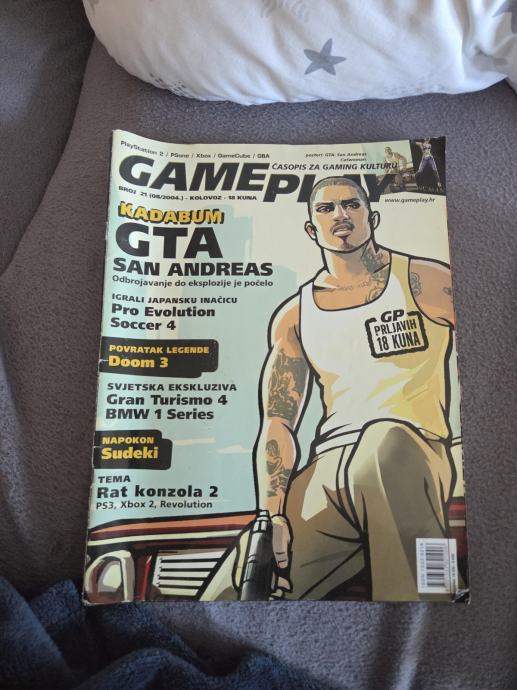 PlayStation 2 / PSone / Xbox / GameCube / GBA
posteri: GTA: San Andreas
Catwoman
ČASOPIS ZA GAMING KULTURU
GAMEPLAY
BROJ 21 (08/2004.) - KOLOVOZ - 18 KUNA
www.gameplay.hr
KADABUM
GTA
SAN ANDREAS
Odbrojavanje do eksplozije je počelo
IGRALI JAPANSKU INAČICU
Pro Evolution
Soccer 4
GP
PRLJAVIH
18 KUNA
POVRATAK LEGENDE
Doom 3
SVJETSKA EKSKLUZIVA
Gran Turismo 4
BMW 1 Series
NAPOKON
Sudeki
TEMA
Rat konzola 2
PS3, Xbox 2, Revolution